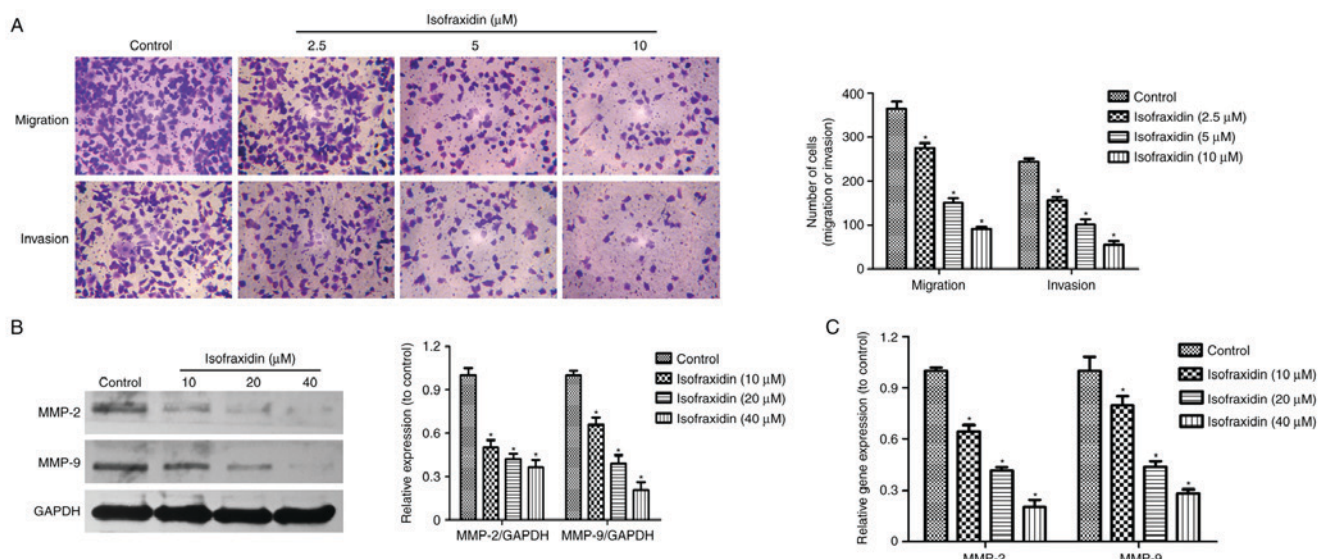 A
Isofraxidin (μM)
Control 2.5 5 10
Migration
Invasion
Number of cells
(migration or invasion)
400
300
200
100
0
Migration Invasion
Control
Isofraxidin (2.5 μM)
Isofraxidin (5 μM)
Isofraxidin (10 μM)
* * * * * *
B
Isofraxidin (μM)
Control 10 20 40
MMP-2
MMP-9
GAPDH
Relative expression (to control)
1.2
0.9
0.6
0.3
0
MMP-2/GAPDH MMP-9/GAPDH
Control
Isofraxidin (10 μM)
Isofraxidin (20 μM)
Isofraxidin (40 μM)
* * * * * *
C
Relative gene expression (to control)
1.2
0.9
0.6
0.3
0
MMP-2 MMP-9
Control
Isofraxidin (10 μM)
Isofraxidin (20 μM)
Isofraxidin (40 μM)
* * * * * *